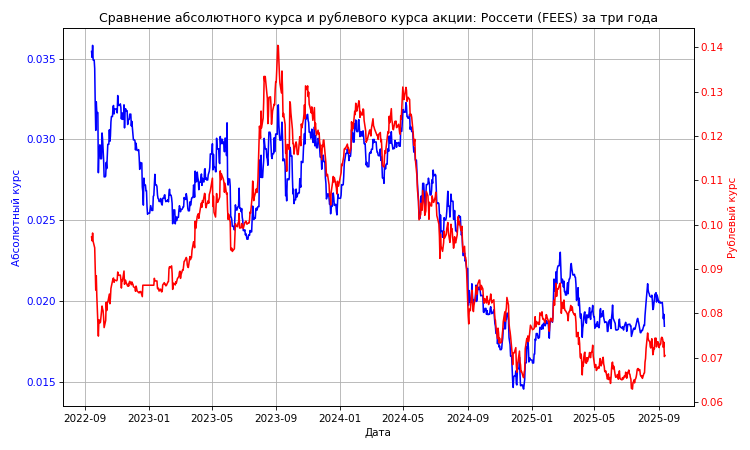 Сравнение абсолютного курса и рублевого курса акции: Россети (FEES) за три года
0.035
0.030
0.025
0.020
0.015
Абсолютный курс
0.14
0.13
0.12
0.11
0.10
0.09
0.08
0.07
0.06
Рублевый курс
2022-09 2023-01 2023-05 2023-09 2024-01 2024-05 2024-09 2025-01 2025-05 2025-09
Дата